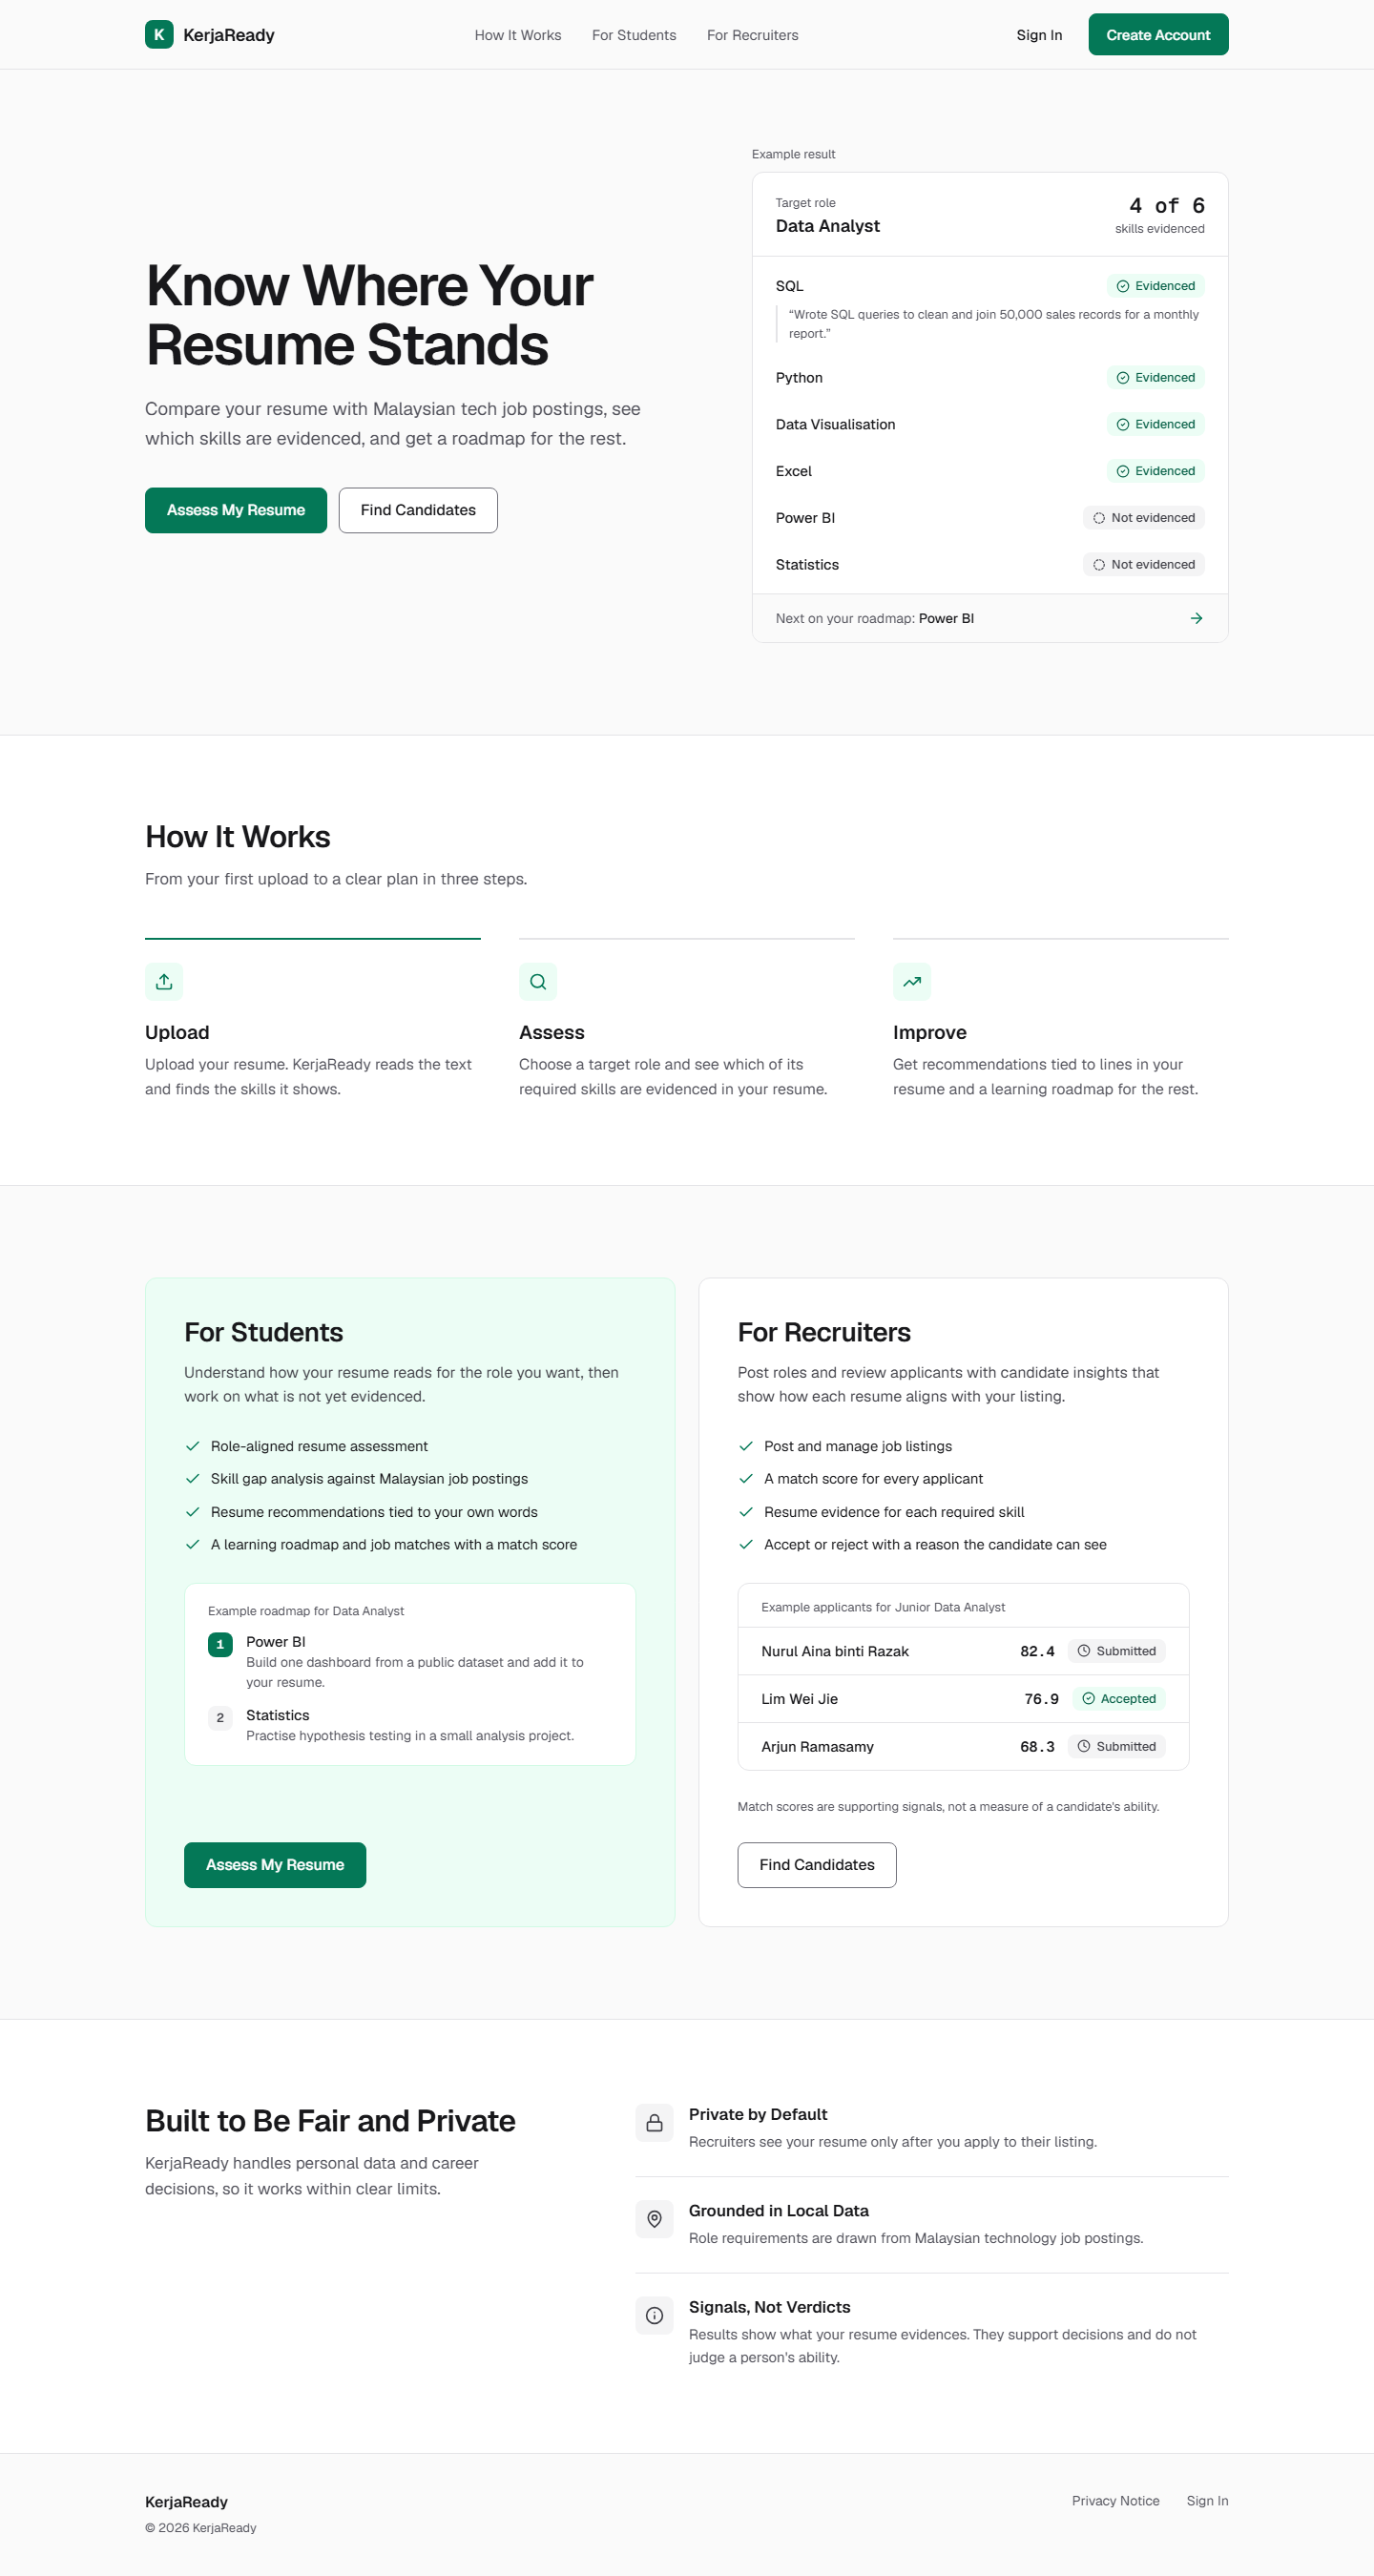 K KerjaReady
How It Works For Students For Recruiters
Sign In Create Account
Know Where Your
Resume Stands
Compare your resume with Malaysian tech job postings, see
which skills are evidenced, and get a roadmap for the rest.
Assess My Resume Find Candidates
Example result
Target role
Data Analyst
4 of 6
skills evidenced
SQL Evidenced
“Wrote SQL queries to clean and join 50,000 sales records for a monthly
report.”
Python Evidenced
Data Visualisation Evidenced
Excel Evidenced
Power BI Not evidenced
Statistics Not evidenced
Next on your roadmap: Power BI
How It Works
From your first upload to a clear plan in three steps.
Upload
Upload your resume. KerjaReady reads the text
and finds the skills it shows.
Assess
Choose a target role and see which of its
required skills are evidenced in your resume.
Improve
Get recommendations tied to lines in your
resume and a learning roadmap for the rest.
For Students
Understand how your resume reads for the role you want, then
work on what is not yet evidenced.
Role-aligned resume assessment
Skill gap analysis against Malaysian job postings
Resume recommendations tied to your own words
A learning roadmap and job matches with a match score
Example roadmap for Data Analyst
1 Power BI
Build one dashboard from a public dataset and add it to
your resume.
2 Statistics
Practise hypothesis testing in a small analysis project.
Assess My Resume
For Recruiters
Post roles and review applicants with candidate insights that
show how each resume aligns with your listing.
Post and manage job listings
A match score for every applicant
Resume evidence for each required skill
Accept or reject with a reason the candidate can see
Example applicants for Junior Data Analyst
Nurul Aina binti Razak 82.4 Submitted
Lim Wei Jie 76.9 Accepted
Arjun Ramasamy 68.3 Submitted
Match scores are supporting signals, not a measure of a candidate's ability.
Find Candidates
Built to Be Fair and Private
KerjaReady handles personal data and career
decisions, so it works within clear limits.
Private by Default
Recruiters see your resume only after you apply to their listing.
Grounded in Local Data
Role requirements are drawn from Malaysian technology job postings.
Signals, Not Verdicts
Results show what your resume evidences. They support decisions and do not
judge a person's ability.
KerjaReady
© 2026 KerjaReady
Privacy Notice Sign In